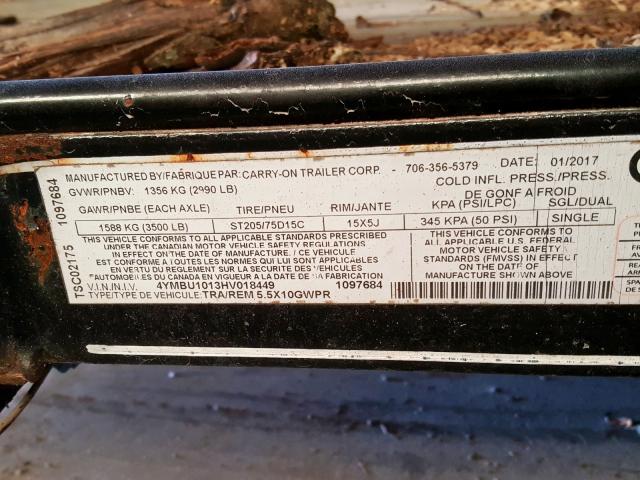 MANUFACTURED BY/FABRIQUE PAR: CARRY-ON TRAILER CORP. - 706-356-5379 DATE: 01/2017
GVWR/PNBV: 1356 KG (2990 LB) COLD INFL. PRESS/PRESS.
DE GONF A FROID
GAWR/PNBE (EACH AXLE) TIRE/PNEU RIM/JANTE KPA (PSI/LPC) SGL/DUAL
1588 KG (3500 LB) ST205/75D15C 15X5J 345 KPA (50 PSI) SINGLE
THIS VEHICLE CONFORMS TO ALL APPLICABLE STANDARDS PRESCRIBED
UNDER THE CANADIAN MOTOR VEHICLE SAFETY REGULATIONS
IN EFFECT ON THE DATE OF MANUFACTURE. / CE VEHICULE
EST CONFORME A TOUTES LES NORMES QUI LUI SONT APPLICABLES
EN VERTU DU REGLEMENT SUR LA SECURITE DES VEHICULES
AUTOMOBILES DU CANADA EN VIGUEUR A LA DATE DE SA FABRICATION
THIS VEHICLE CONFORMS TO
ALL APPLICABLE U.S. FEDERAL
MOTOR VEHICLE SAFETY
STANDARDS (FMVSS) IN EFFECT
ON THE DATE OF
MANUFACTURE SHOWN ABOVE
V.I.N./N.I.V. 4YMBU1013HV018449 1097684
TYPE/TYPE DE VEHICULE TRA/REM 5.5X10GWPR
TSC02175 1097684